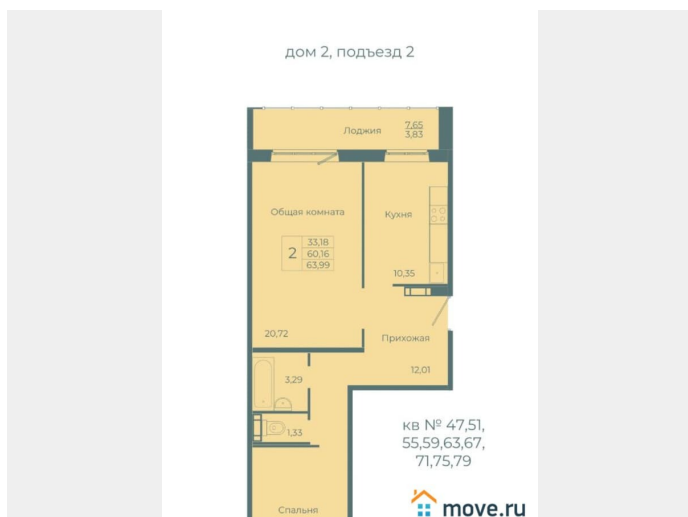 дом 2, подъезд 2
Лоджия
7,65
3,83
Общая комната
Кухня
2
33,18
60,16
63,99
10,35
20,72
Прихожая
12,01
3,29
1,33
кв № 47,51,
55,59,63,67,
71,75,79
Спальня
move.ru